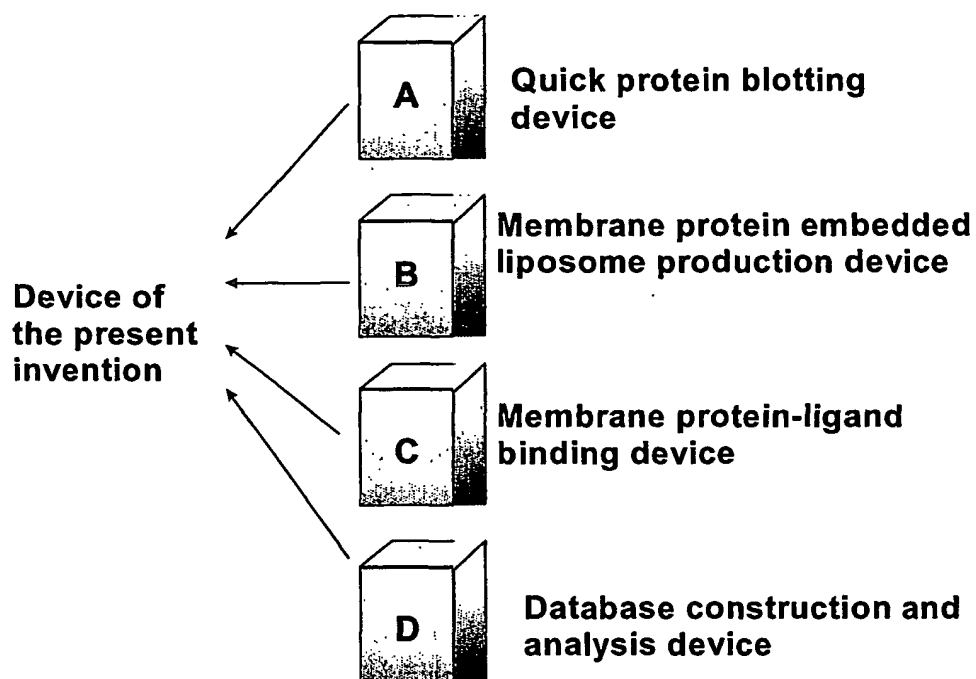 A
Quick protein blotting
device
B
Membrane protein embedded
liposome production device
Device of
the present
invention
C
Membrane protein-ligand
binding device
D
Database construction and
analysis device